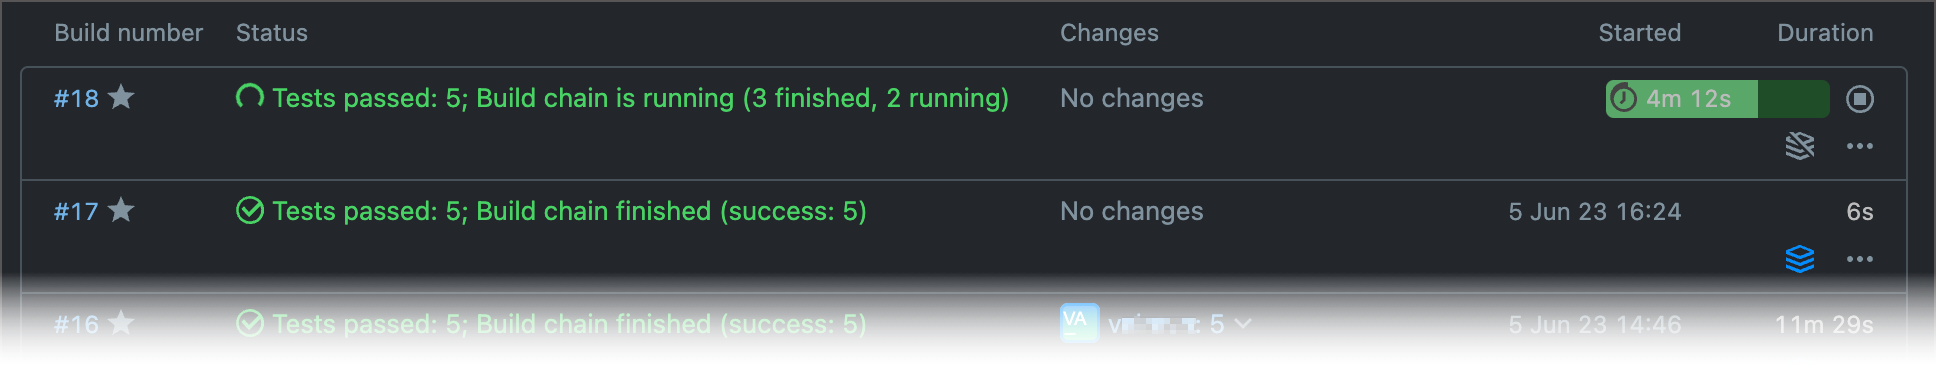 Build number Status Changes Started Duration
#18 Tests passed: 5; Build chain is running (3 finished, 2 running) No changes 4m 12s
#17 Tests passed: 5; Build chain finished (success: 5) No changes 5 Jun 23 16:24 6s
#16 Tests passed: 5; Build chain finished (success: 5) VA : 5 5 Jun 23 14:46 11m 29s